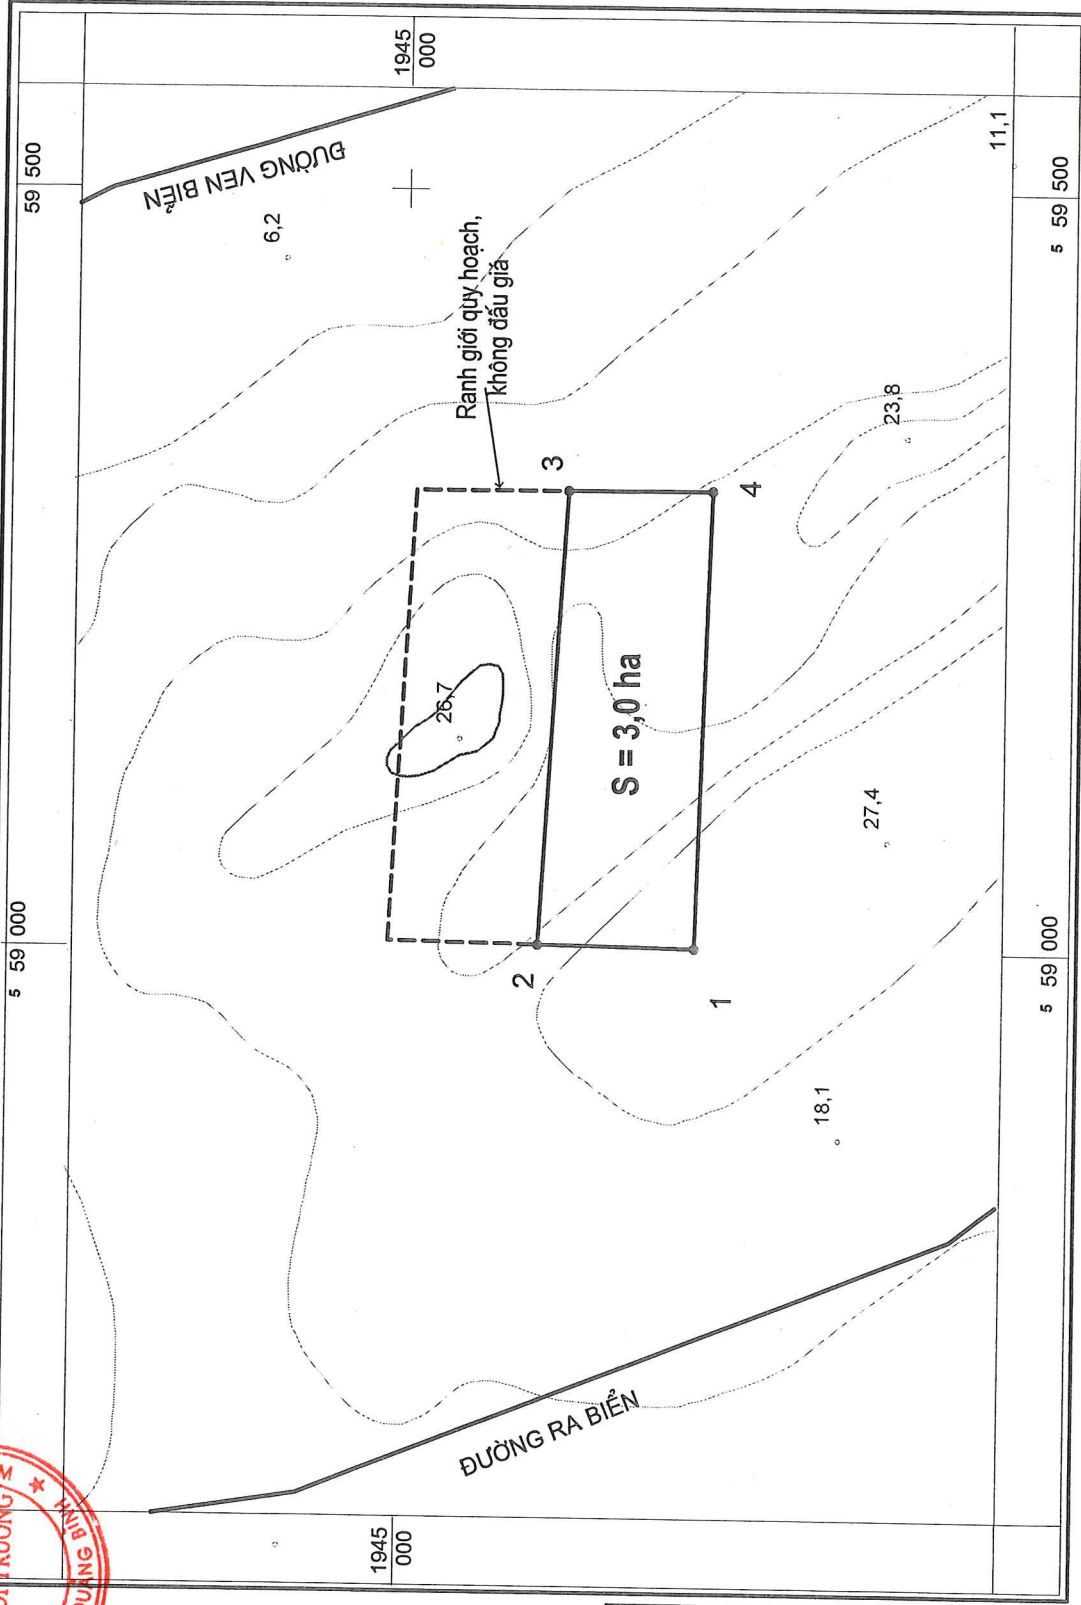 59 500
1945
000
ĐƯỜNG VEN BIỂN
6,2
11,1
5 59 500
Ranh giới quy hoạch,
không đấu giá
3
4
23,8
26,7
S = 3,0 ha
27,4
5 59 000
2
1
5 59 000
18,1
ĐƯỜNG RA BIỂN
1945
000
QUẢNG BÌNH